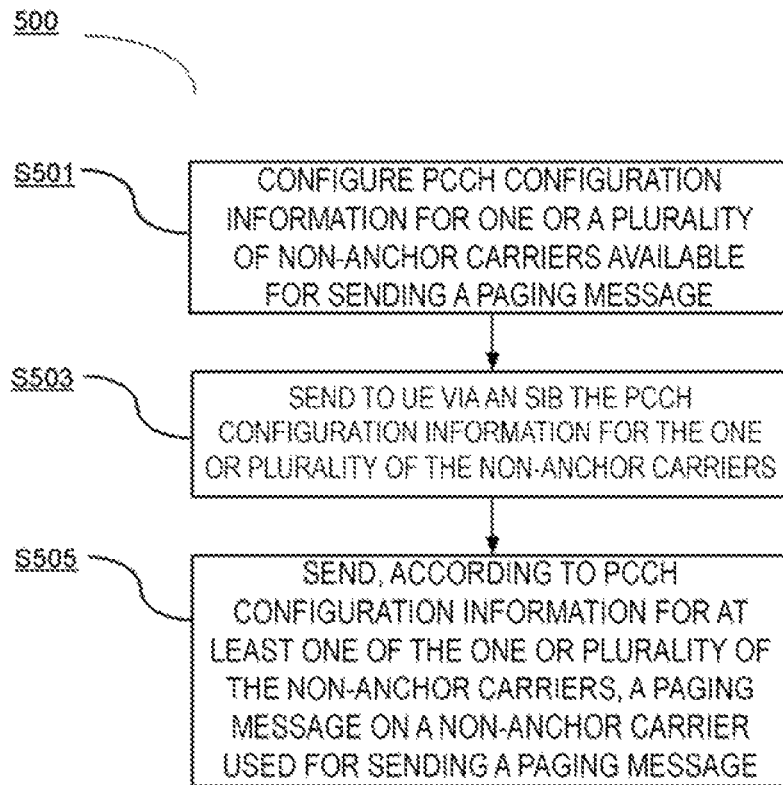 500
S501
CONFIGURE PCCH CONFIGURATION
INFORMATION FOR ONE OR A PLURALITY
OF NON-ANCHOR CARRIERS AVAILABLE
FOR SENDING A PAGING MESSAGE
S503
SEND TO UE VIA AN SIB THE PCCH
CONFIGURATION INFORMATION FOR THE ONE
OR PLURALITY OF THE NON-ANCHOR CARRIERS
S505
SEND, ACCORDING TO PCCH
CONFIGURATION INFORMATION FOR AT
LEAST ONE OF THE ONE OR PLURALITY OF
THE NON-ANCHOR CARRIERS, A PAGING
MESSAGE ON A NON-ANCHOR CARRIER
USED FOR SENDING A PAGING MESSAGE